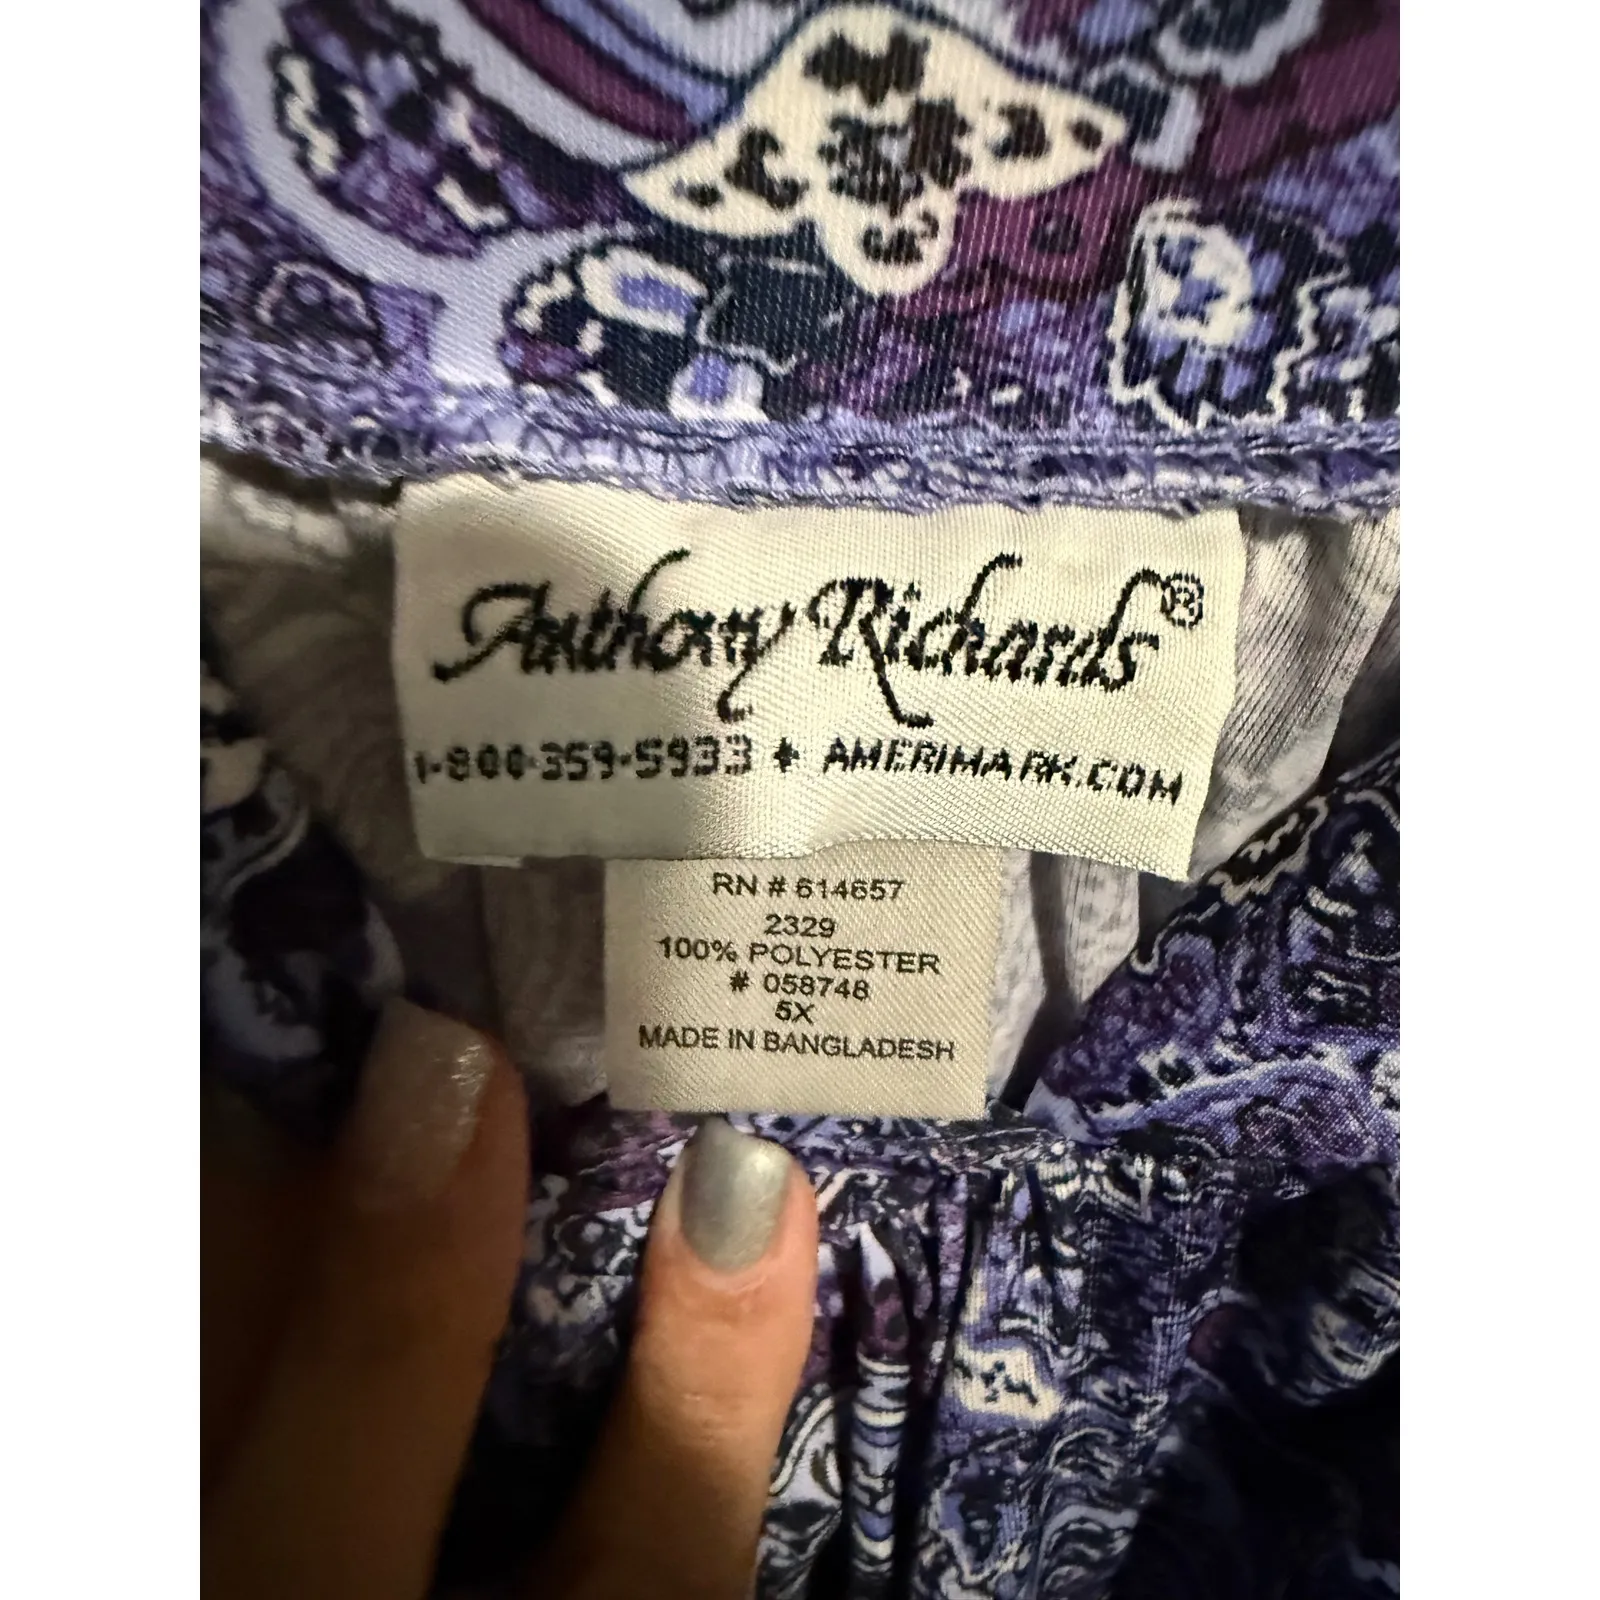 Anthony Richards®
1-800-359-5933 ♦ AMERIMARK.COM
RN # 614657
2329
100% POLYESTER
# 058748
5X
MADE IN BANGLADESH